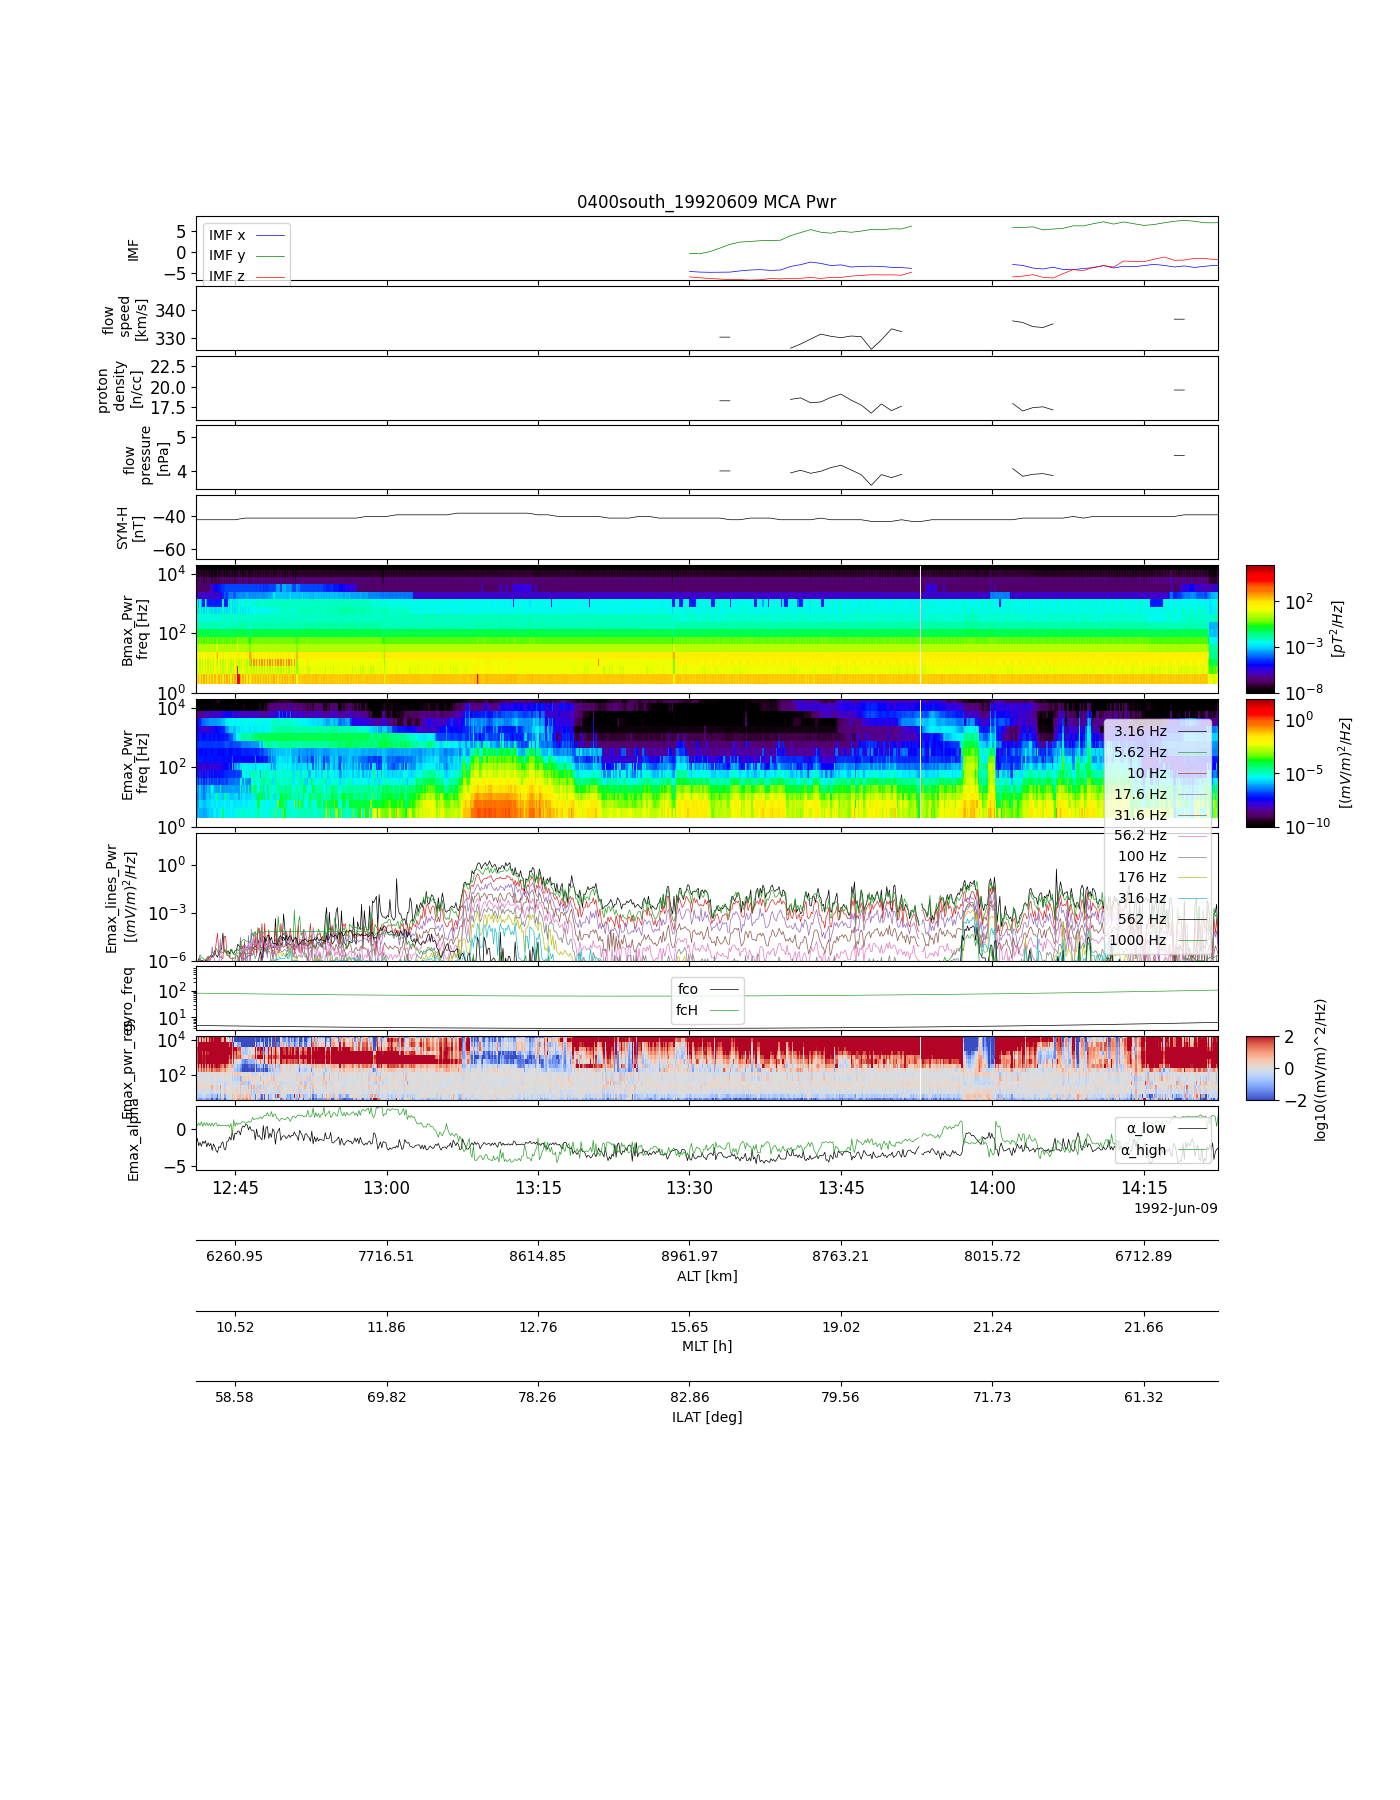 0400south_19920609 MCA Pwr
IMF
5
0
−5
IMF x
IMF y
IMF z
flow
speed
[km/s]
340
330
proton
density
[n/cc]
22.5
20.0
17.5
flow
pressure
[nPa]
5
4
SYM-H
[nT]
−40
−60
Bmax_Pwr
freq [Hz]
10^4
10^2
10^0
10^2
10^-3
10^-8
[pT^2/Hz]
Emax_Pwr
freq [Hz]
10^4
10^2
10^0
10^0
10^-5
10^-10
[(mV/m)^2/Hz]
3.16 Hz
5.62 Hz
10 Hz
17.6 Hz
31.6 Hz
56.2 Hz
100 Hz
176 Hz
316 Hz
562 Hz
1000 Hz
Emax_lines_Pwr
[(mV/m)^2/Hz]
10^0
10^-3
10^-6
gyro_freq
10^2
10^1
fco
fcH
Emax_pwr_reg
10^4
10^2
2
0
−2
log10((mV/m)^2/Hz)
Emax_alpha
0
−5
α_low
α_high
12:45 13:00 13:15 13:30 13:45 14:00 14:15
1992-Jun-09
6260.95 7716.51 8614.85 8961.97 8763.21 8015.72 6712.89
ALT [km]
10.52 11.86 12.76 15.65 19.02 21.24 21.66
MLT [h]
58.58 69.82 78.26 82.86 79.56 71.73 61.32
ILAT [deg]